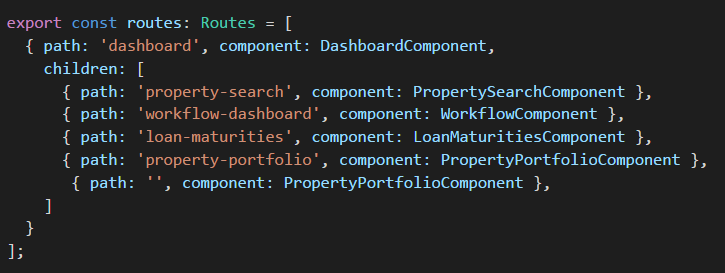 export const routes: Routes = [
{ path: 'dashboard', component: DashboardComponent,
children: [
{ path: 'property-search', component: PropertySearchComponent },
{ path: 'workflow-dashboard', component: WorkflowComponent },
{ path: 'loan-maturities', component: LoanMaturitiesComponent },
{ path: 'property-portfolio', component: PropertyPortfolioComponent },
{ path: '', component: PropertyPortfolioComponent },
]
}
];